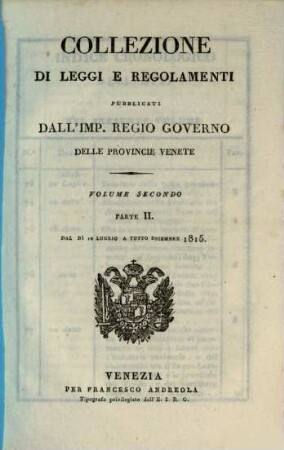 COLLEZIONE
DI LEGGI E REGOLAMENTI
PUBBLICATI
DALL'IMP. REGIO GOVERNO
DELLE PROVINCIE VENETE
VOLUME SECONDO
PARTE II.
DAL DI 10 LUGLIO A TUTTO DICEMBRE 1815.
VENEZIA
PER FRANCESCO ANDREOLA
Tipografo privilegiato dell'E. I. R. G.